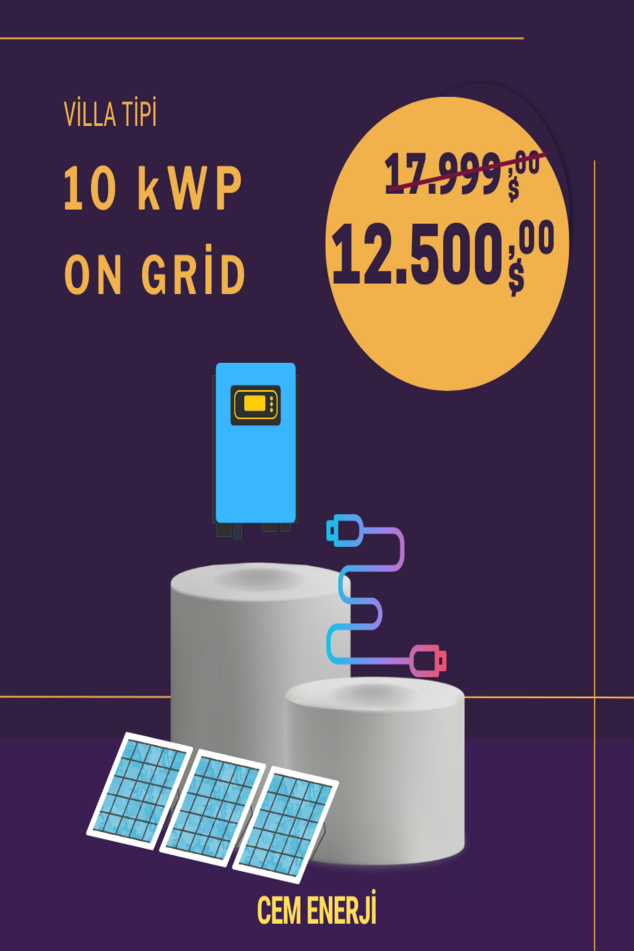 VİLLA TİPİ
10 kWP
ON GRİD
17.999,00 $
12.500,00 $
CEM ENERJİ